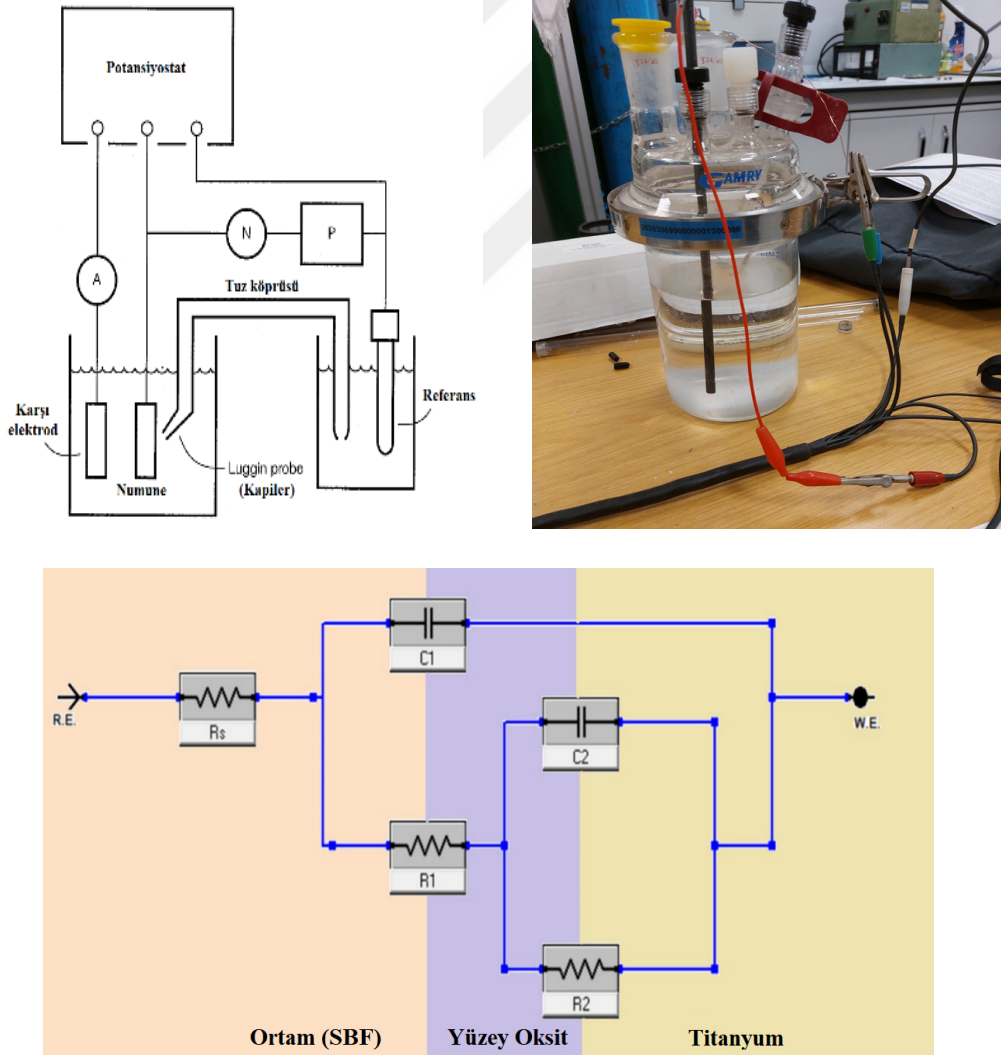 Potansiyostat
N
P
A
Tuz köprüsü
Karşı
elektrod
Referans
Luggin probe
(Kapiler)
Numune
GAMRY
C1
R.E.
Rs
W.E.
C2
R1
R2
Ortam (SBF)
Yüzey Oksit
Titanyum